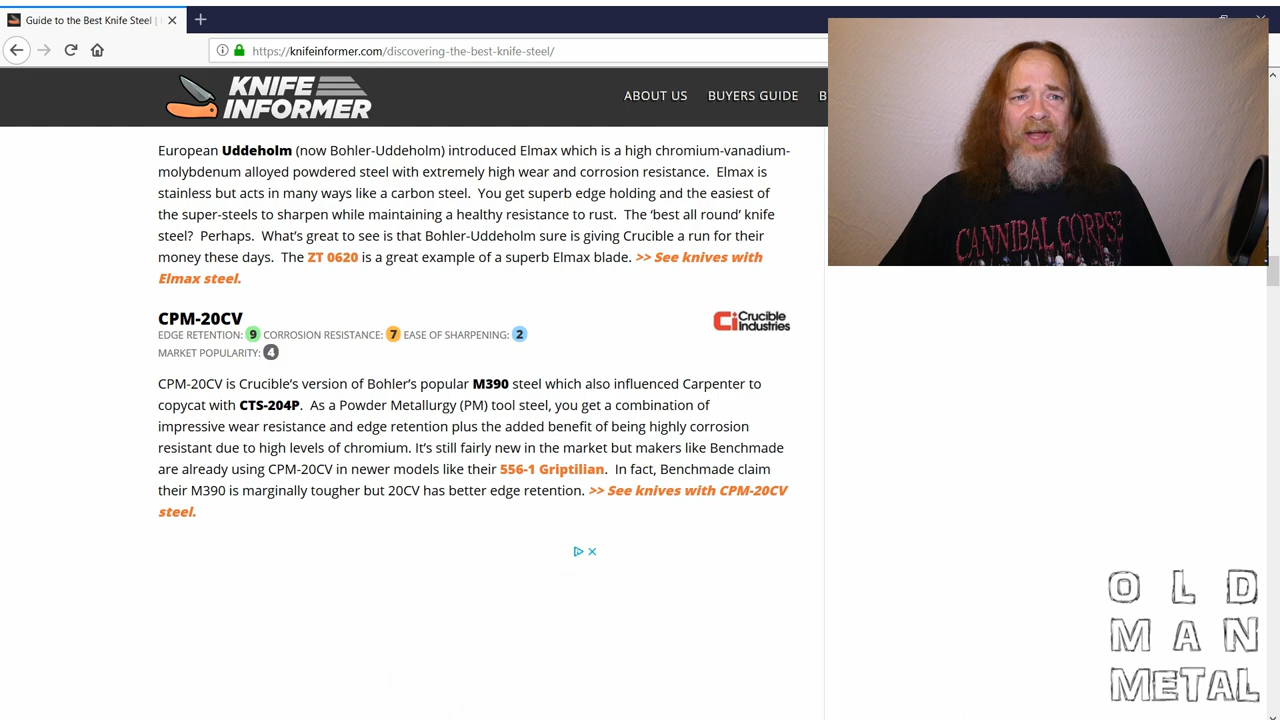 Guide to the Best Knife Steel |
https://knifeinformer.com/discovering-the-best-knife-steel/
KNIFE
INFORMER
ABOUT US BUYERS GUIDE B
European Uddeholm (now Bohler-Uddeholm) introduced Elmax which is a high chromium-vanadium-
molybdenum alloyed powdered steel with extremely high wear and corrosion resistance. Elmax is
stainless but acts in many ways like a carbon steel. You get superb edge holding and the easiest of
the super-steels to sharpen while maintaining a healthy resistance to rust. The ‘best all round’ knife
steel? Perhaps. What’s great to see is that Bohler-Uddeholm sure is giving Crucible a run for their
money these days. The ZT 0620 is a great example of a superb Elmax blade. >> See knives with
Elmax steel.
CPM-20CV
EDGE RETENTION: 9 CORROSION RESISTANCE: 7 EASE OF SHARPENING: 2
MARKET POPULARITY: 4
Ci Crucible
Industries
CPM-20CV is Crucible’s version of Bohler’s popular M390 steel which also influenced Carpenter to
copycat with CTS-204P. As a Powder Metallurgy (PM) tool steel, you get a combination of
impressive wear resistance and edge retention plus the added benefit of being highly corrosion
resistant due to high levels of chromium. It’s still fairly new in the market but makers like Benchmade
are already using CPM-20CV in newer models like their 556-1 Griptilian. In fact, Benchmade claim
their M390 is marginally tougher but 20CV has better edge retention. >> See knives with CPM-20CV
steel.
CANNIBAL CORPSE
OLD
MAN
METAL